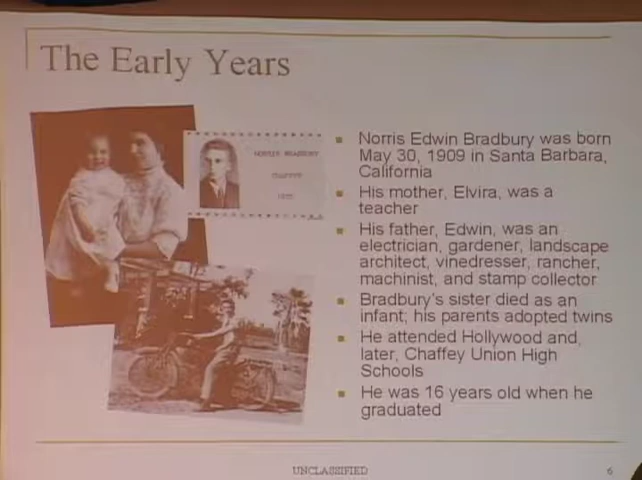 The Early Years
NORRIS BRADBURY
CHAFFEY
Norris Edwin Bradbury was born
May 30, 1909 in Santa Barbara,
California
His mother, Elvira, was a
teacher
His father, Edwin, was an
electrician, gardener, landscape
architect, vinedresser, rancher,
machinist, and stamp collector
Bradbury's sister died as an
infant; his parents adopted twins
He attended Hollywood and,
later, Chaffey Union High
Schools
He was 16 years old when he
graduated
UNCLASSIFIED
6